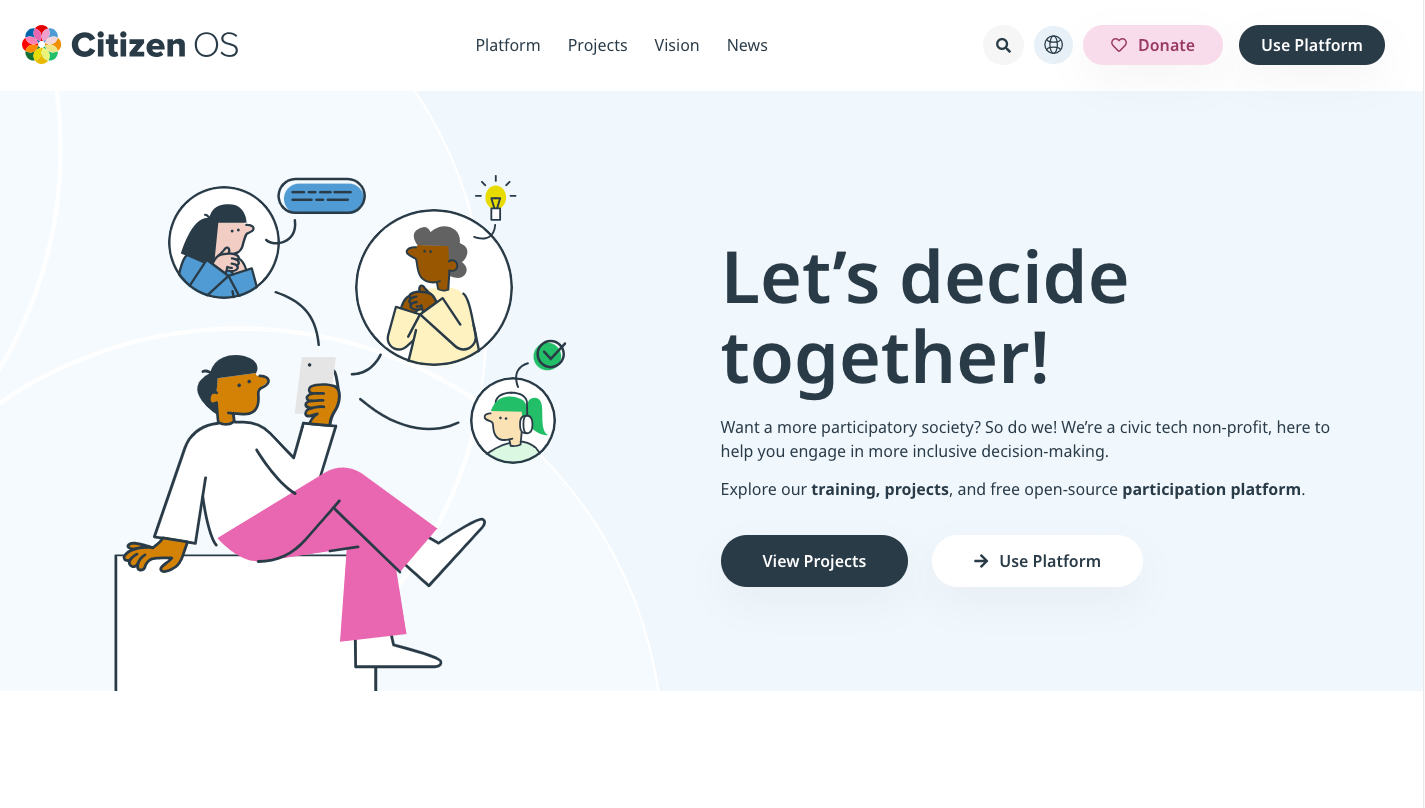 Citizen OS
Platform
Projects
Vision
News
Donate
Use Platform
Let’s decide
together!
Want a more participatory society? So do we! We’re a civic tech non-profit, here to
help you engage in more inclusive decision-making.
Explore our training, projects, and free open-source participation platform.
View Projects
Use Platform